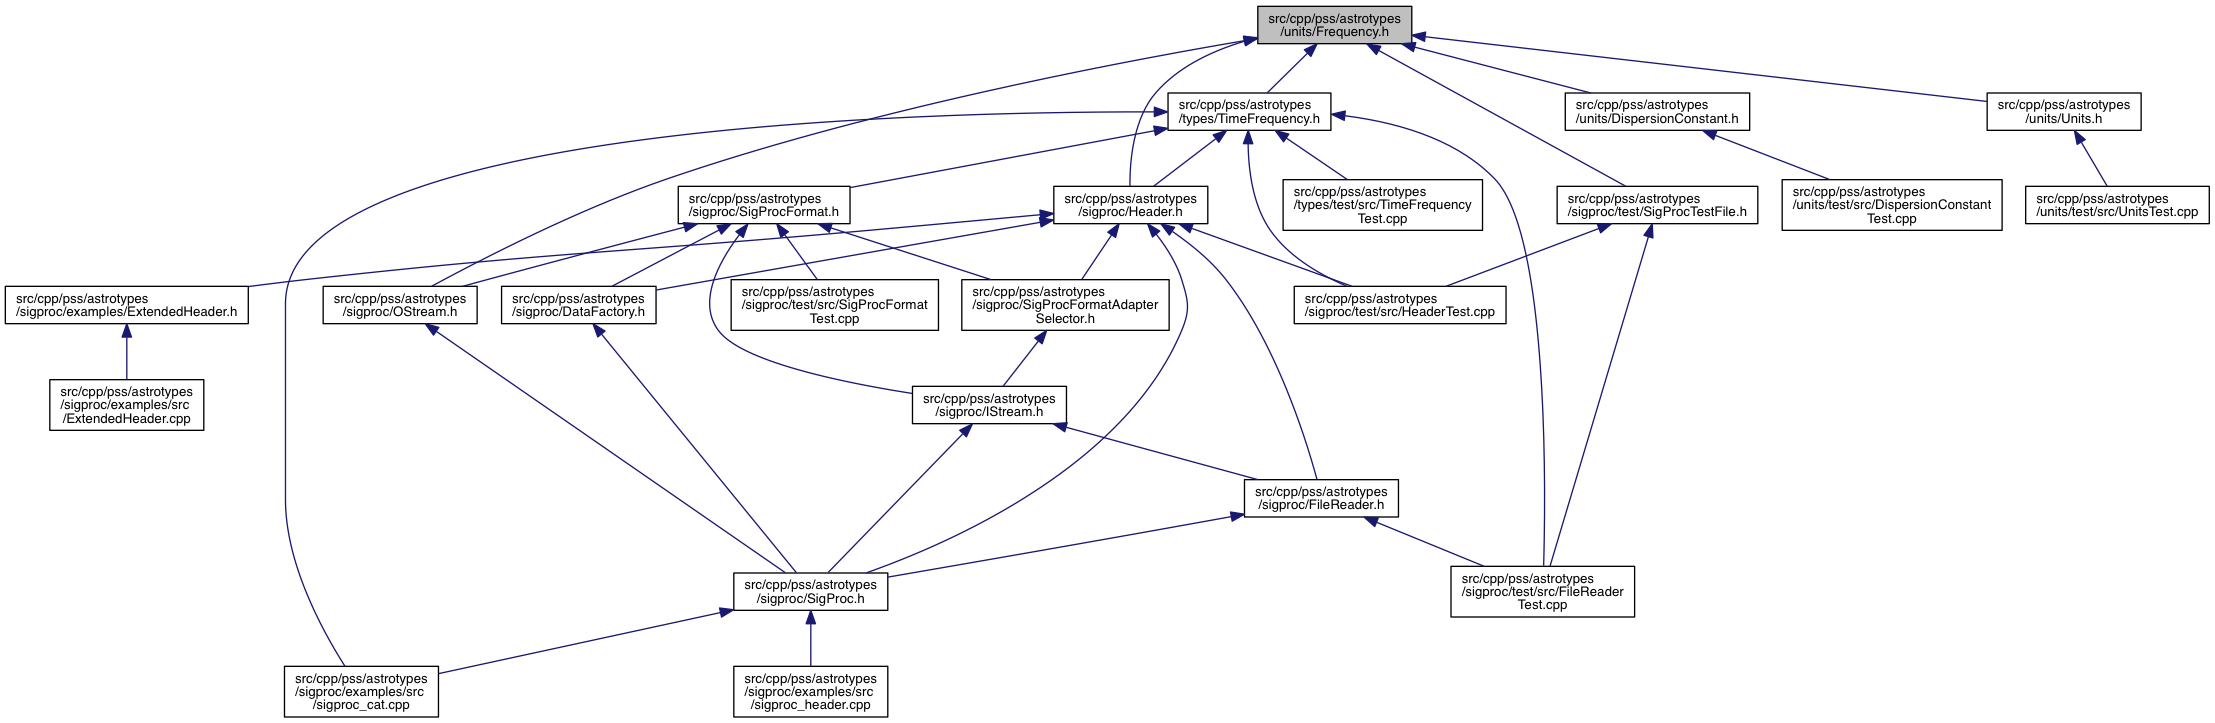 src/cpp/pss/astrotypes
/units/Frequency.h
src/cpp/pss/astrotypes
/types/TimeFrequency.h
src/cpp/pss/astrotypes
/units/DispersionConstant.h
src/cpp/pss/astrotypes
/units/Units.h
src/cpp/pss/astrotypes
/sigproc/SigProcFormat.h
src/cpp/pss/astrotypes
/sigproc/Header.h
src/cpp/pss/astrotypes
/types/test/src/TimeFrequency
Test.cpp
src/cpp/pss/astrotypes
/sigproc/test/SigProcTestFile.h
src/cpp/pss/astrotypes
/units/test/src/DispersionConstant
Test.cpp
src/cpp/pss/astrotypes
/units/test/src/UnitsTest.cpp
src/cpp/pss/astrotypes
/sigproc/examples/ExtendedHeader.h
src/cpp/pss/astrotypes
/sigproc/OStream.h
src/cpp/pss/astrotypes
/sigproc/DataFactory.h
src/cpp/pss/astrotypes
/sigproc/test/src/SigProcFormat
Test.cpp
src/cpp/pss/astrotypes
/sigproc/SigProcFormatAdapter
Selector.h
src/cpp/pss/astrotypes
/sigproc/test/src/HeaderTest.cpp
src/cpp/pss/astrotypes
/sigproc/examples/src
/ExtendedHeader.cpp
src/cpp/pss/astrotypes
/sigproc/IStream.h
src/cpp/pss/astrotypes
/sigproc/FileReader.h
src/cpp/pss/astrotypes
/sigproc/SigProc.h
src/cpp/pss/astrotypes
/sigproc/test/src/FileReader
Test.cpp
src/cpp/pss/astrotypes
/sigproc/examples/src
/sigproc_cat.cpp
src/cpp/pss/astrotypes
/sigproc/examples/src
/sigproc_header.cpp